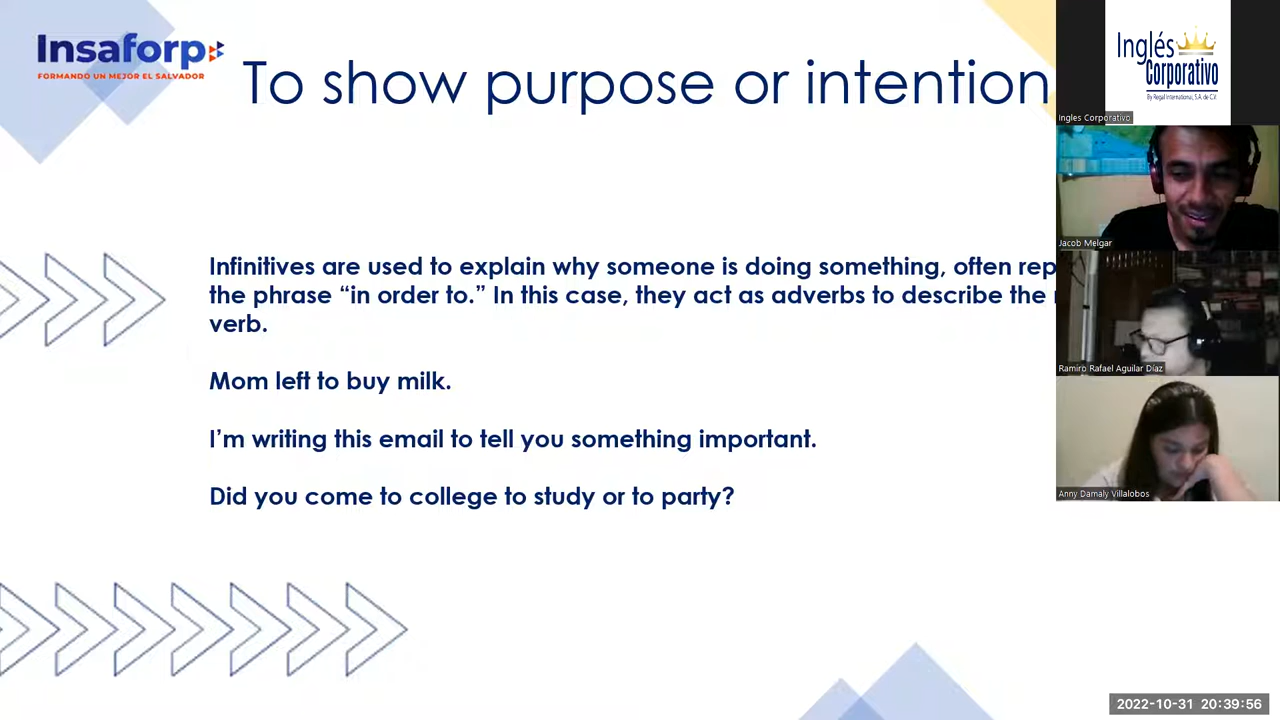 Insaforp
FORMANDO UN MEJOR EL SALVADOR
To show purpose or intention
Infinitives are used to explain why someone is doing something, often rep
the phrase “in order to.” In this case, they act as adverbs to describe the
verb.
Mom left to buy milk.
I’m writing this email to tell you something important.
Did you come to college to study or to party?
Inglés
Corporativo
By Regal International, S.A. de C.V.
Ingles Corporativo
Jacob Melgar
Ramiro Rafael Aguilar Díaz
Anny Damaly Villalobos
2022-10-31 20:39:56